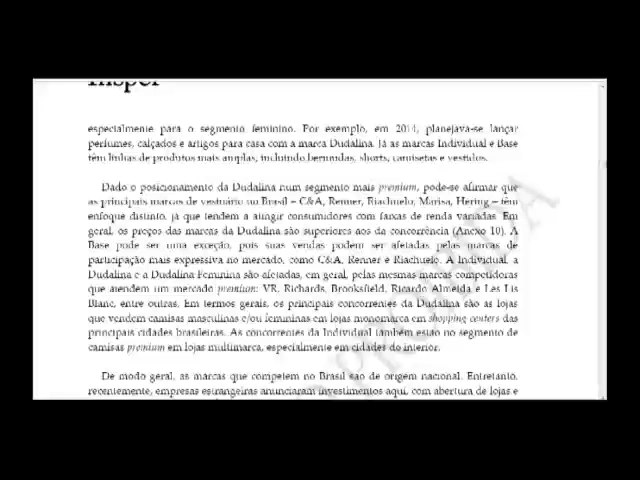 Insper
especialmente para o segmento feminino. Por exemplo, em 2014, planejava-se lançar
perfumes, calçados e artigos para casa com a marca Dudalina. Já as marcas Individual e Base
têm linhas de produtos mais amplas, incluindo bermudas, shorts, camisetas e vestidos.
Dado o posicionamento da Dudalina num segmento mais premium, pode-se afirmar que
as principais marcas de vestuário no Brasil – C&A, Renner, Riachuelo, Marisa, Hering – têm
enfoque distinto, já que tendem a atingir consumidores com faixas de renda variadas. Em
geral, os preços das marcas da Dudalina são superiores aos da concorrência (Anexo 10). A
Base pode ser uma exceção, pois suas vendas podem ser afetadas pelas marcas de
participação mais expressiva no mercado, como C&A, Renner e Riachuelo. A Individual, a
Dudalina e a Dudalina Feminina são afetadas, em geral, pelas mesmas marcas competidoras
que atendem um mercado premium: VR, Richards, Brooksfield, Ricardo Almeida e Les Lis
Blanc, entre outras. Em termos gerais, os principais concorrentes da Dudalina são as lojas
que vendem camisas masculinas e/ou femininas em lojas monomarca em shopping centers das
principais cidades brasileiras. As concorrentes da Individual também estão no segmento de
camisas premium em lojas multimarca, especialmente em cidades do interior.
De modo geral, as marcas que competem no Brasil são de origem nacional. Entretanto,
recentemente, empresas estrangeiras anunciaram investimentos aqui, com abertura de lojas e